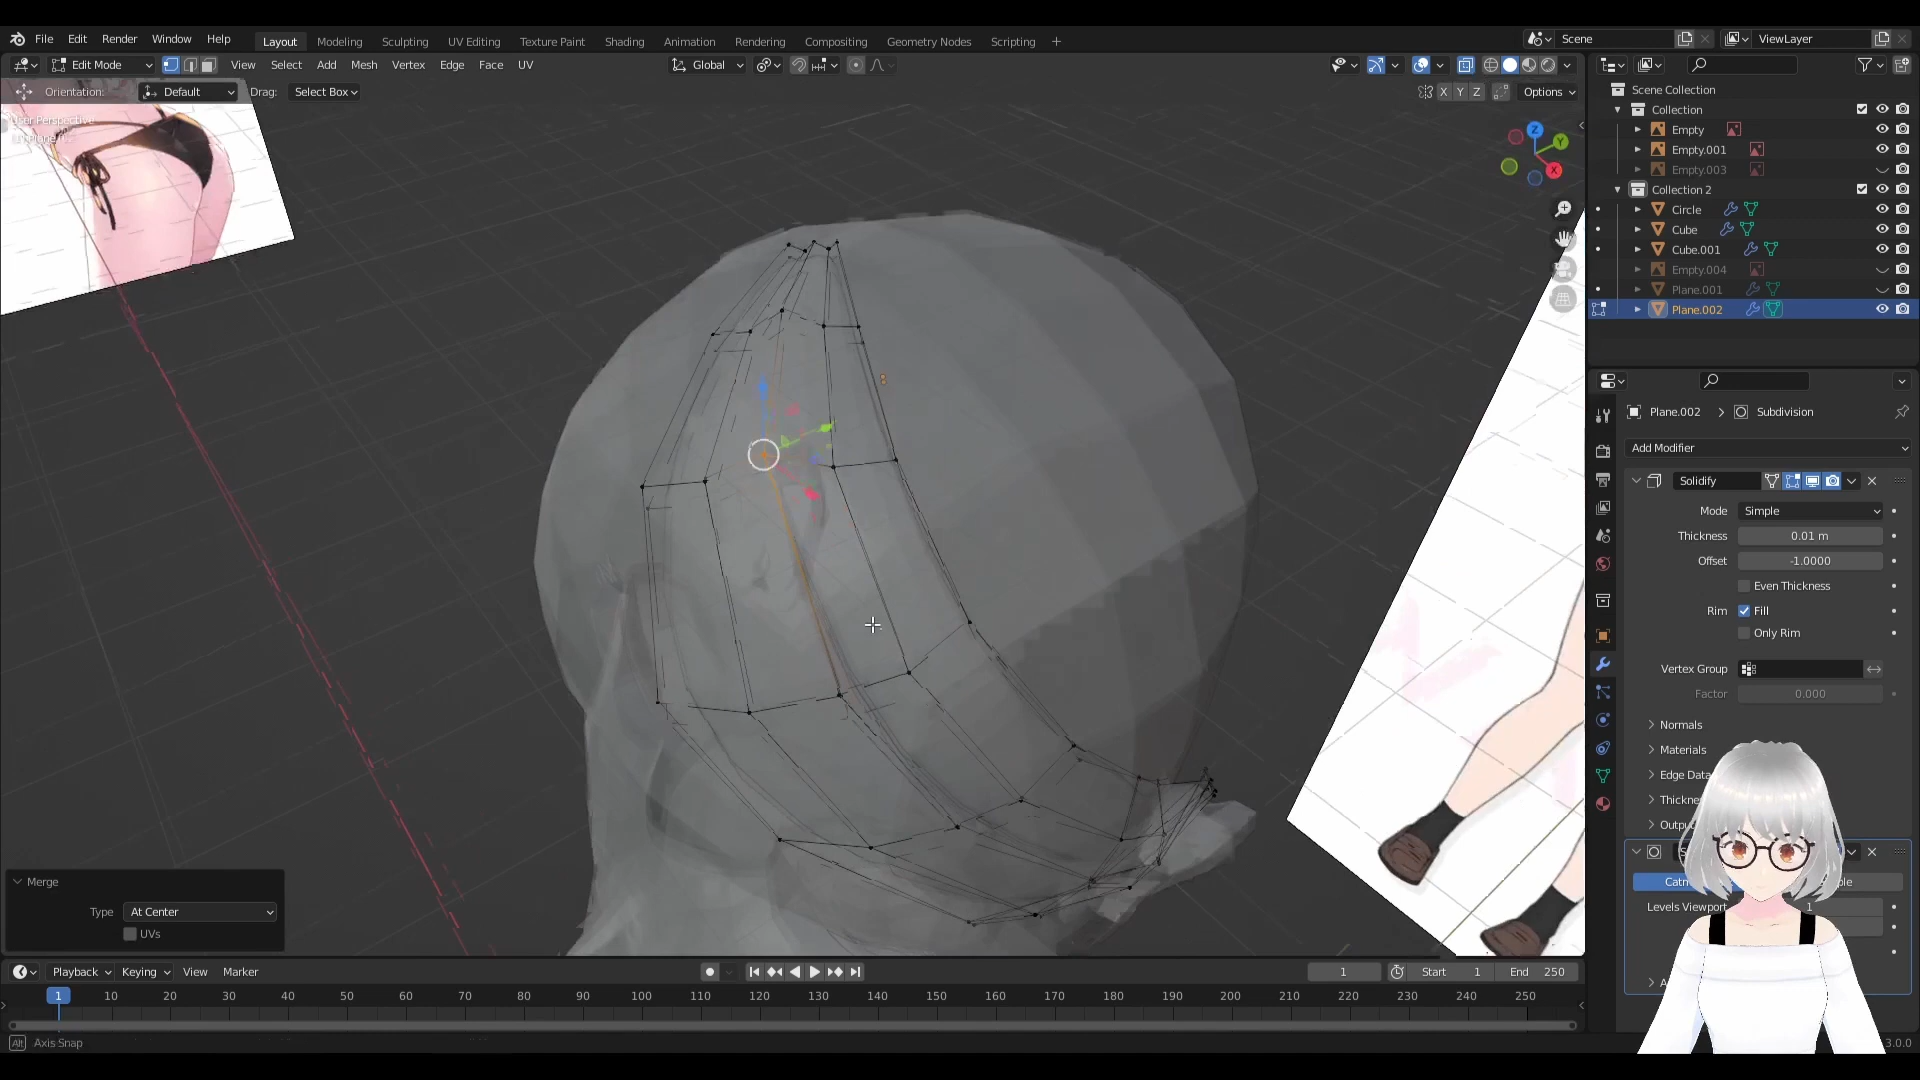 File Edit Render Window Help Layout Modeling Sculpting UV Editing Texture Paint Shading Animation Rendering Compositing Geometry Nodes Scripting + Scene ViewLayer
Edit Mode View Select Add Mesh Vertex Edge Face UV Global
Orientation: Default Drag: Select Box X Y Z Options
User Perspective
Z
Y
X
Scene Collection
Collection
Empty
Empty.001
Empty.003
Collection 2
Circle
Cube
Cube.001
Empty.004
Plane.001
Plane.002
Plane.002 > Subdivision
Add Modifier
Solidify
Mode Simple
Thickness 0.01 m
Offset -1.0000
Even Thickness
Rim Fill
Only Rim
Vertex Group
Factor 0.000
Normals
Materials
Edge Data
Levels Viewport 1
Merge
Type At Center
UVs
Playback Keying View Marker 1 Start 1 End 250
1 10 20 30 40 50 60 70 80 90 100 110 120 130 140 150 160 170 180 190 200 210 220 230 240 250
Alt Axis Snap 3.0.0